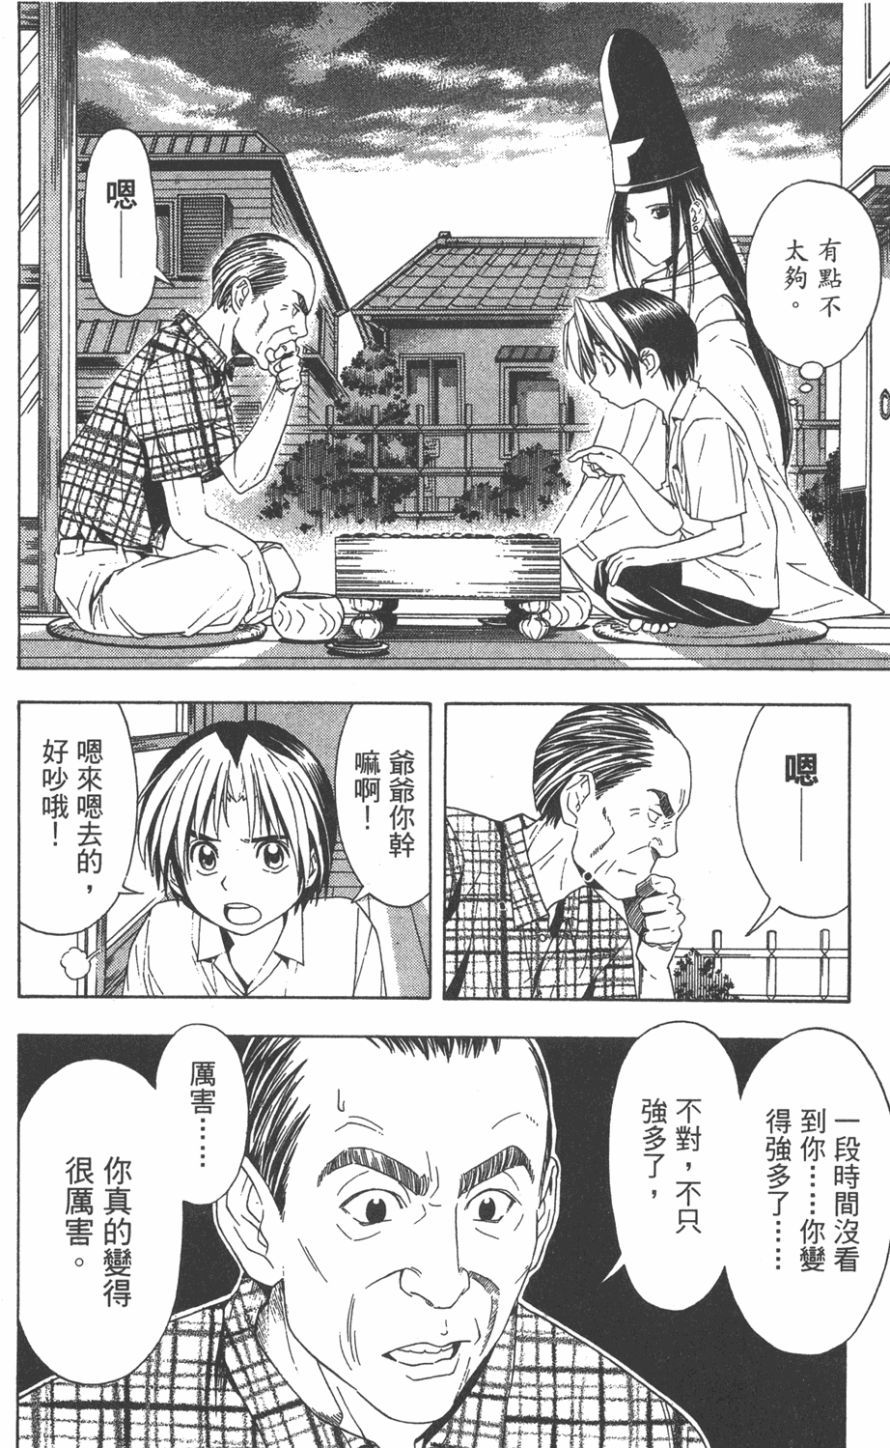 有點不
太夠。
嗯──
嗯──
爺爺你幹
嘛啊！
嗯來嗯去的，
好吵哦！
一段時間沒看
到你……你變
得強多了……
不對，不只
強多了，
厲害……
你真的變得
很厲害。